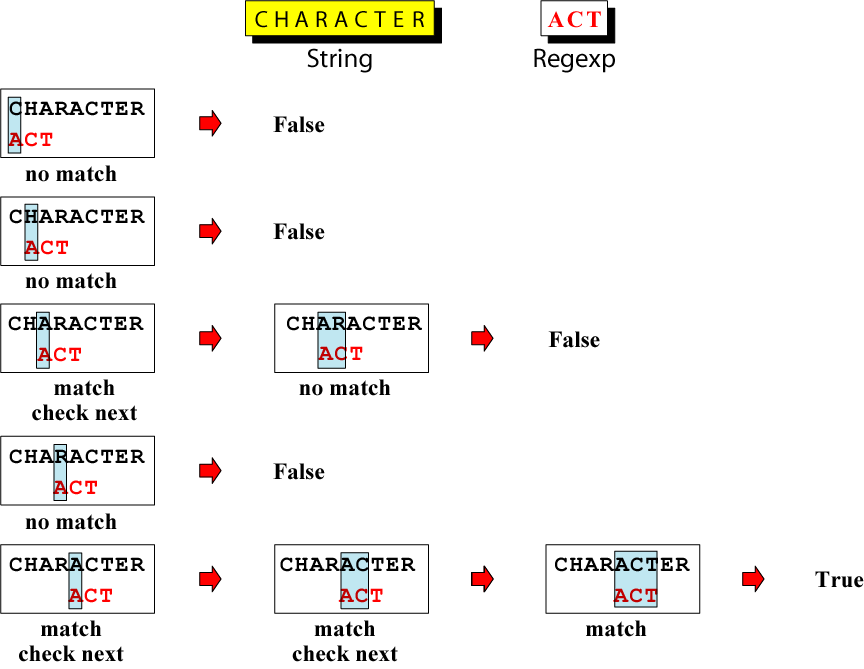 CHARACTER ACT
String Regexp
CHARACTER
ACT
False
no match
CHARACTER
ACT
False
no match
CHARACTER
ACT
match
check next
CHARACTER
ACT
no match
False
CHARACTER
ACT
False
no match
CHARACTER
ACT
match
check next
CHARACTER
ACT
match
check next
CHARACTER
ACT
match
True